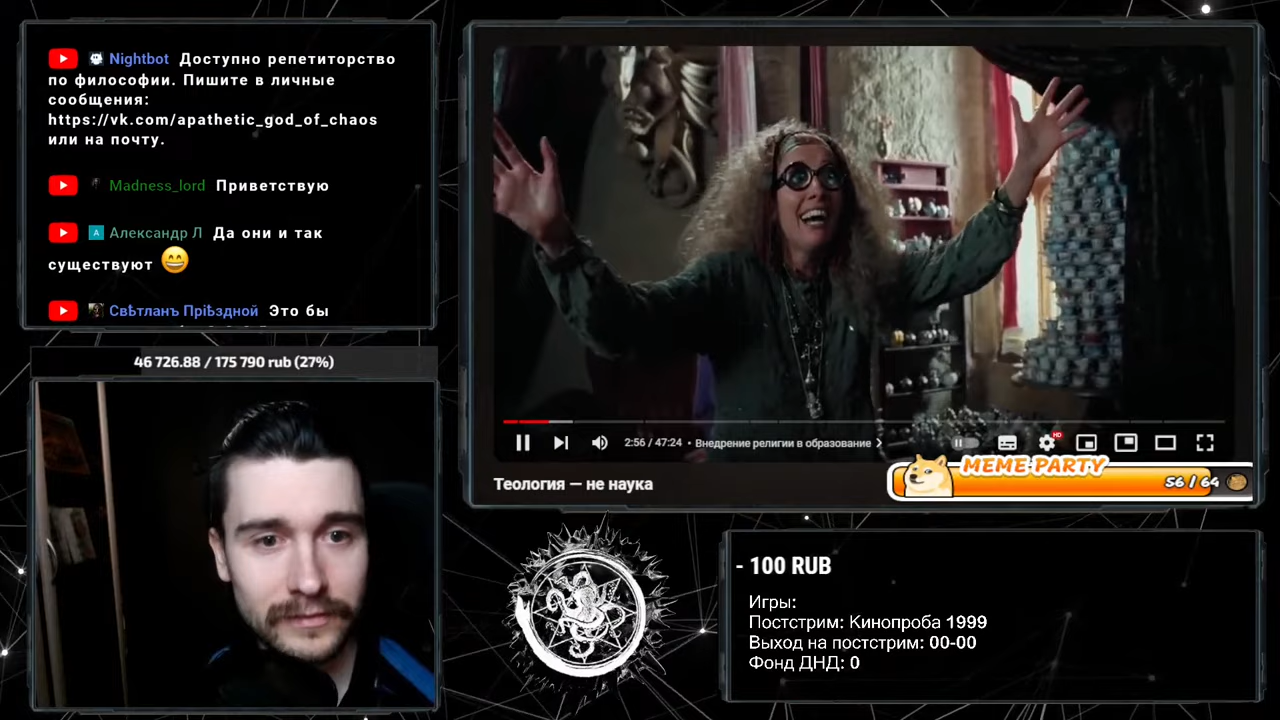 Nightbot Доступно репетиторство
по философии. Пишите в личные
сообщения:
https://vk.com/apathetic_god_of_chaos
или на почту.
Madness_lord Приветствую
А Александр Л Да они и так
существуют
Свѣтланъ Прiѣздной Это бы
46 726.88 / 175 790 rub (27%)
2:56 / 47:24 • Внедрение религии в образование
HD
Теология — не наука
MEME PARTY
56 / 64
- 100 RUB
Игры:
Постстрим: Кинопроба 1999
Выход на постстрим: 00-00
Фонд ДНД: 0